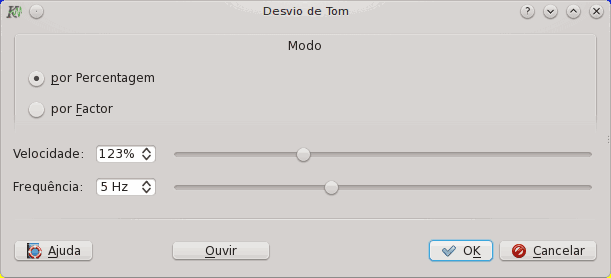 Desvio de Tom
Modo
por Percentagem
por Factor
Velocidade: 123%
Frequência: 5 Hz
Ajuda Ouvir OK Cancelar